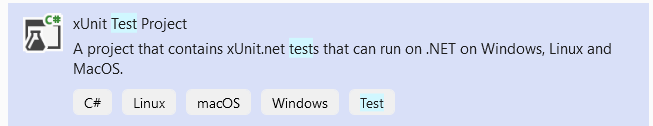 C#
xUnit Test Project
A project that contains xUnit.net tests that can run on .NET on Windows, Linux and
MacOS.
C# Linux macOS Windows Test